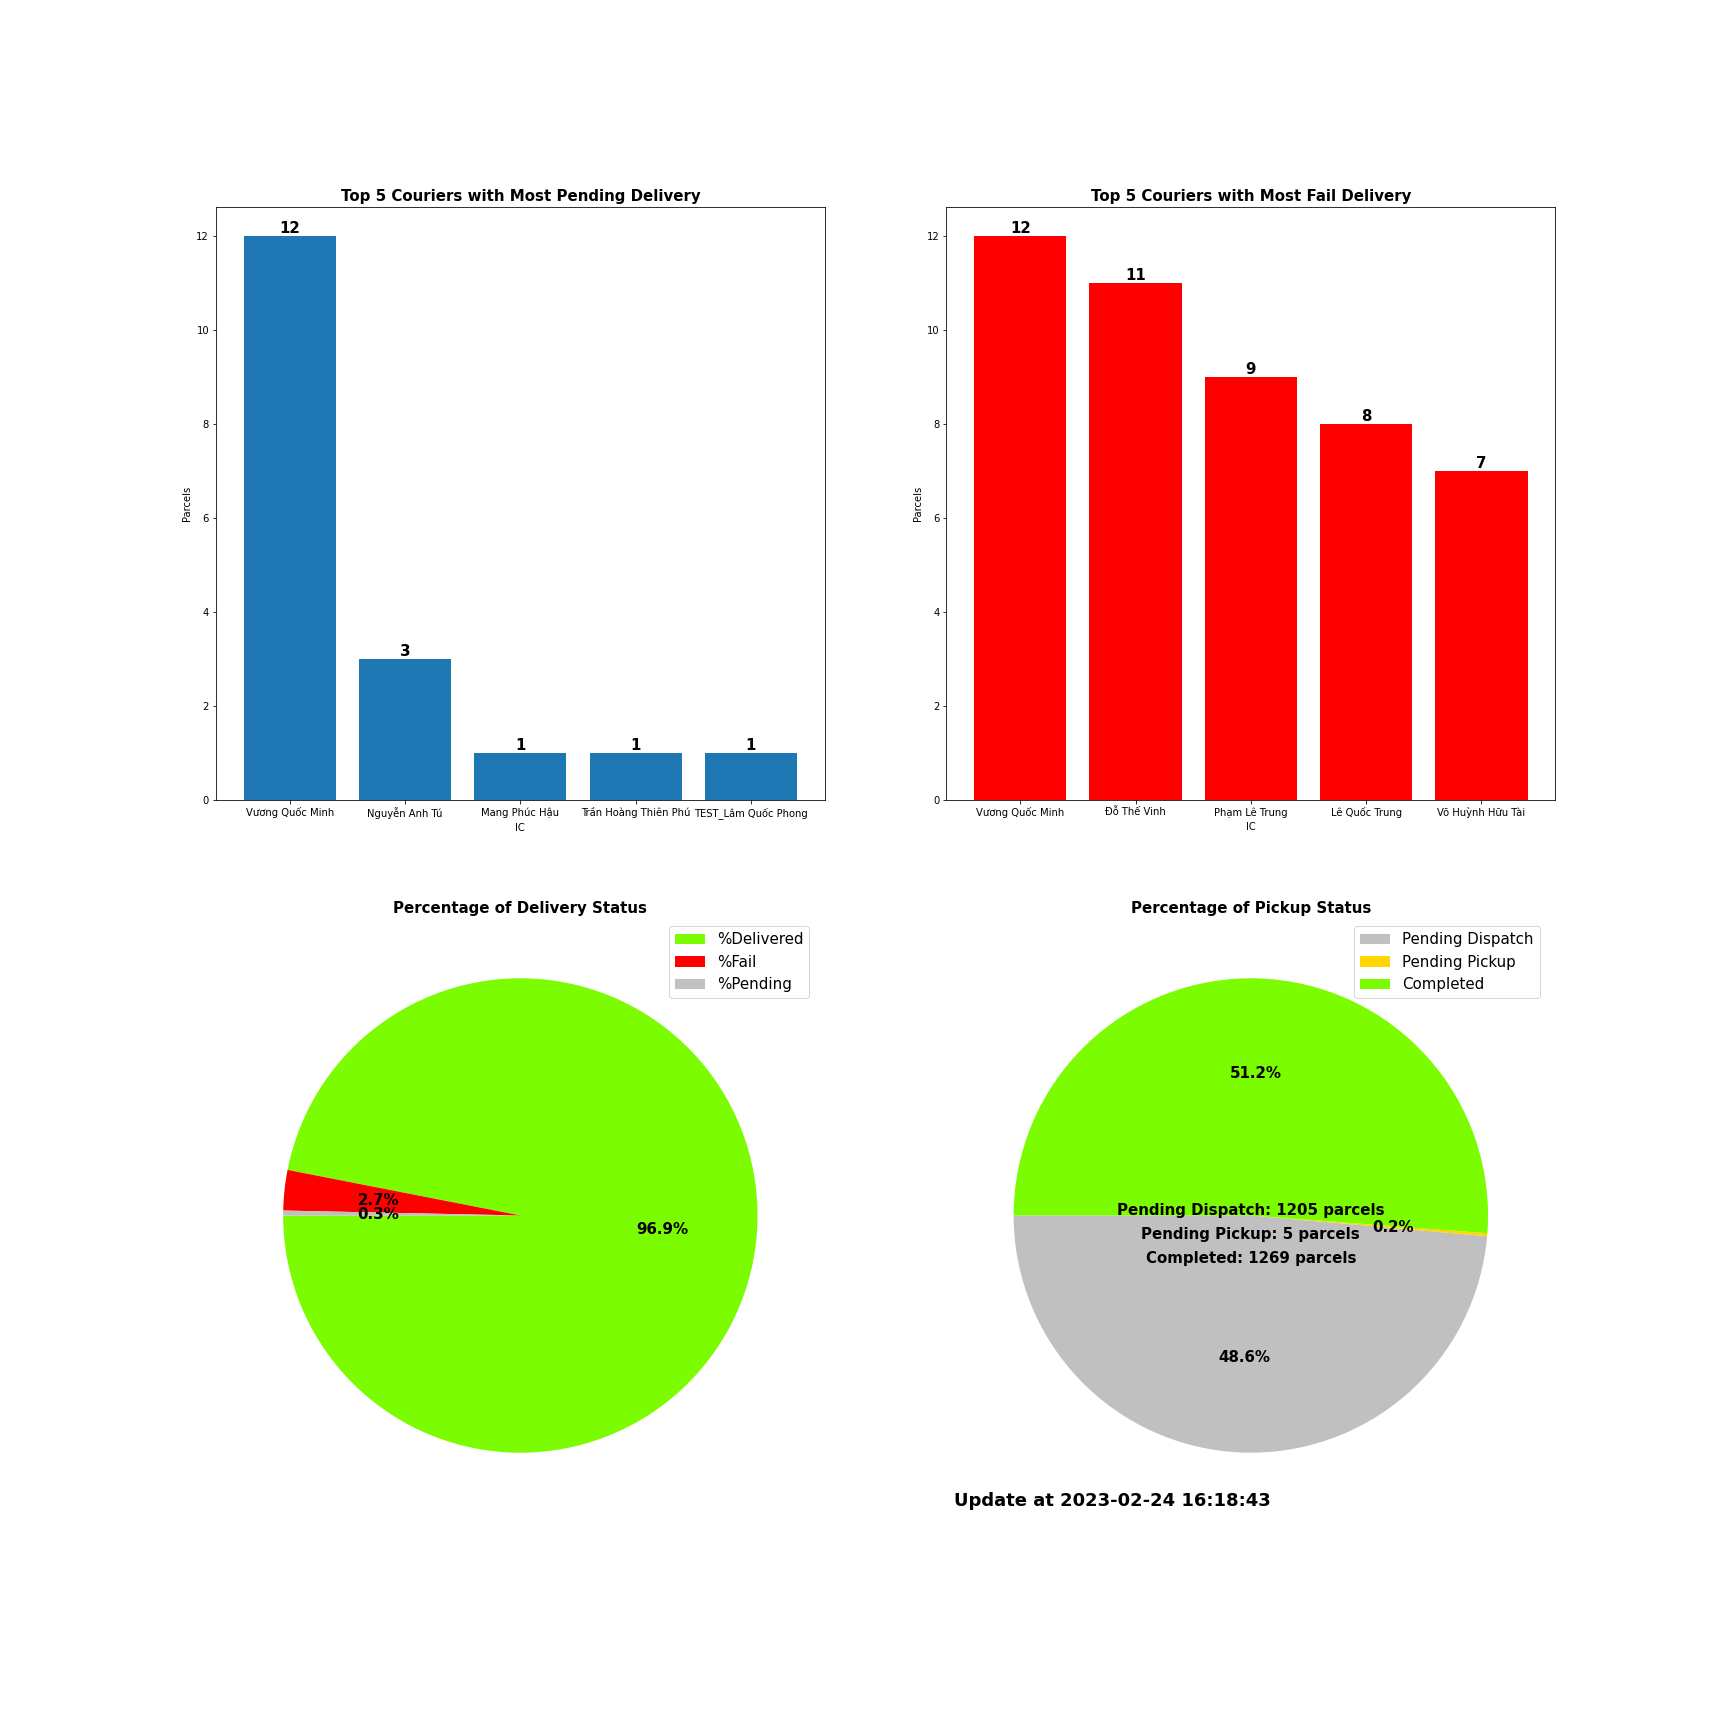 Top 5 Couriers with Most Pending Delivery
12
3
1
1
1
12
10
8
6
4
2
0
Parcels
Vương Quốc Minh
Nguyễn Anh Tú
Mang Phúc Hậu
Trần Hoàng Thiên Phú
TEST_Lâm Quốc Phong
IC
Top 5 Couriers with Most Fail Delivery
12
11
9
8
7
12
10
8
6
4
2
0
Parcels
Vương Quốc Minh
Đỗ Thế Vinh
Phạm Lê Trung
Lê Quốc Trung
Võ Huỳnh Hữu Tài
IC
Percentage of Delivery Status
%Delivered
%Fail
%Pending
2.7%
0.3%
96.9%
Percentage of Pickup Status
Pending Dispatch
Pending Pickup
Completed
51.2%
Pending Dispatch: 1205 parcels
0.2%
Pending Pickup: 5 parcels
Completed: 1269 parcels
48.6%
Update at 2023-02-24 16:18:43